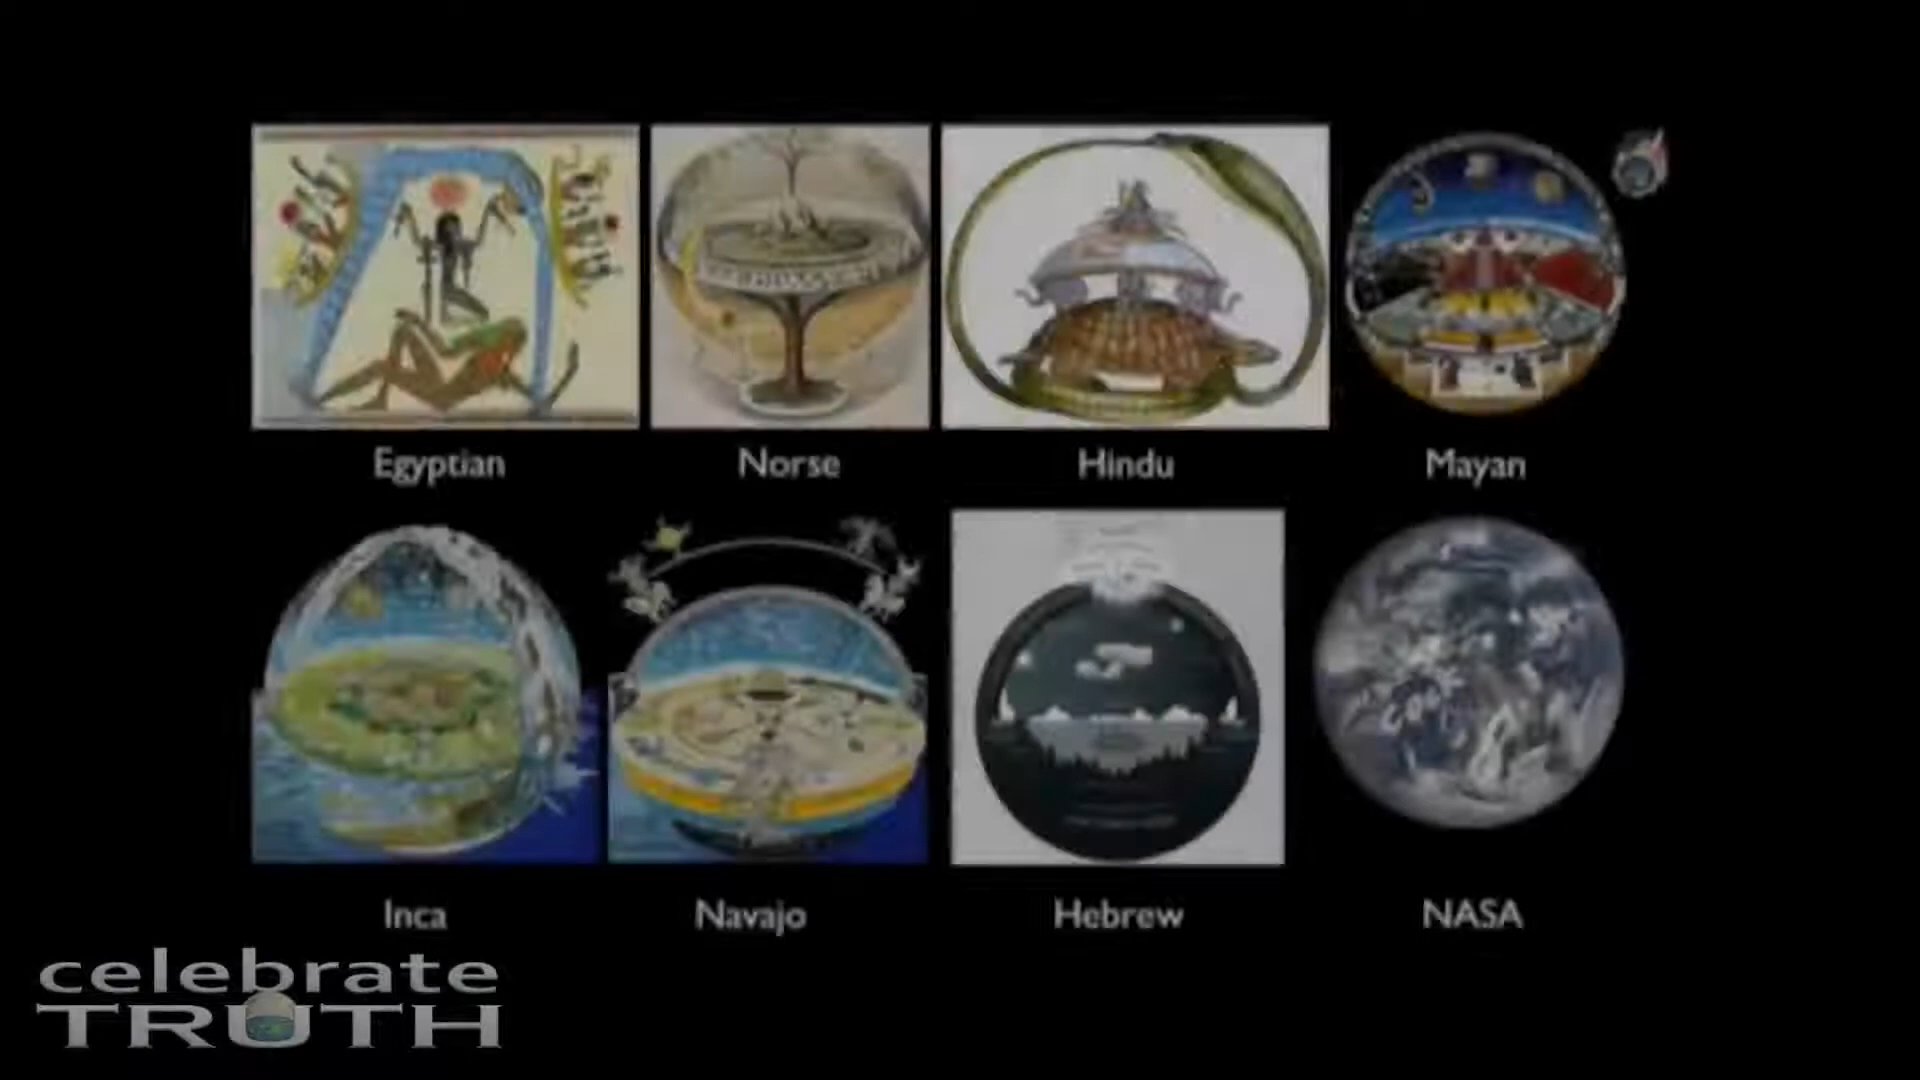 Egyptian
Norse
Hindu
Mayan
Inca
Navajo
Hebrew
NASA
celebrate
TRUTH